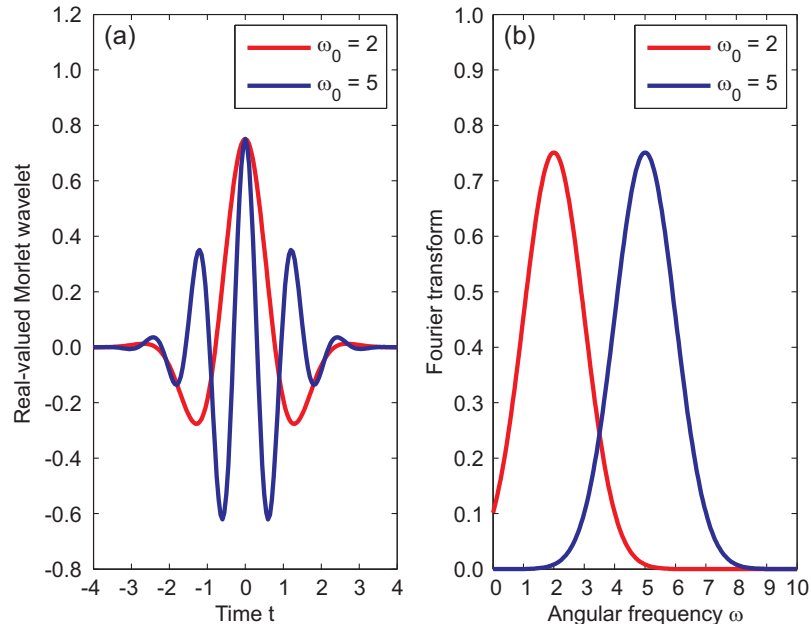 (a)
ω0 = 2
ω0 = 5
1.2
1.0
0.8
0.6
0.4
0.2
0.0
-0.2
-0.4
-0.6
-0.8
Real-valued Morlet wavelet
-4 -3 -2 -1 0 1 2 3 4
Time t
(b)
ω0 = 2
ω0 = 5
1.0
0.9
0.8
0.7
0.6
0.5
0.4
0.3
0.2
0.1
0.0
Fourier transform
0 1 2 3 4 5 6 7 8 9 10
Angular frequency ω